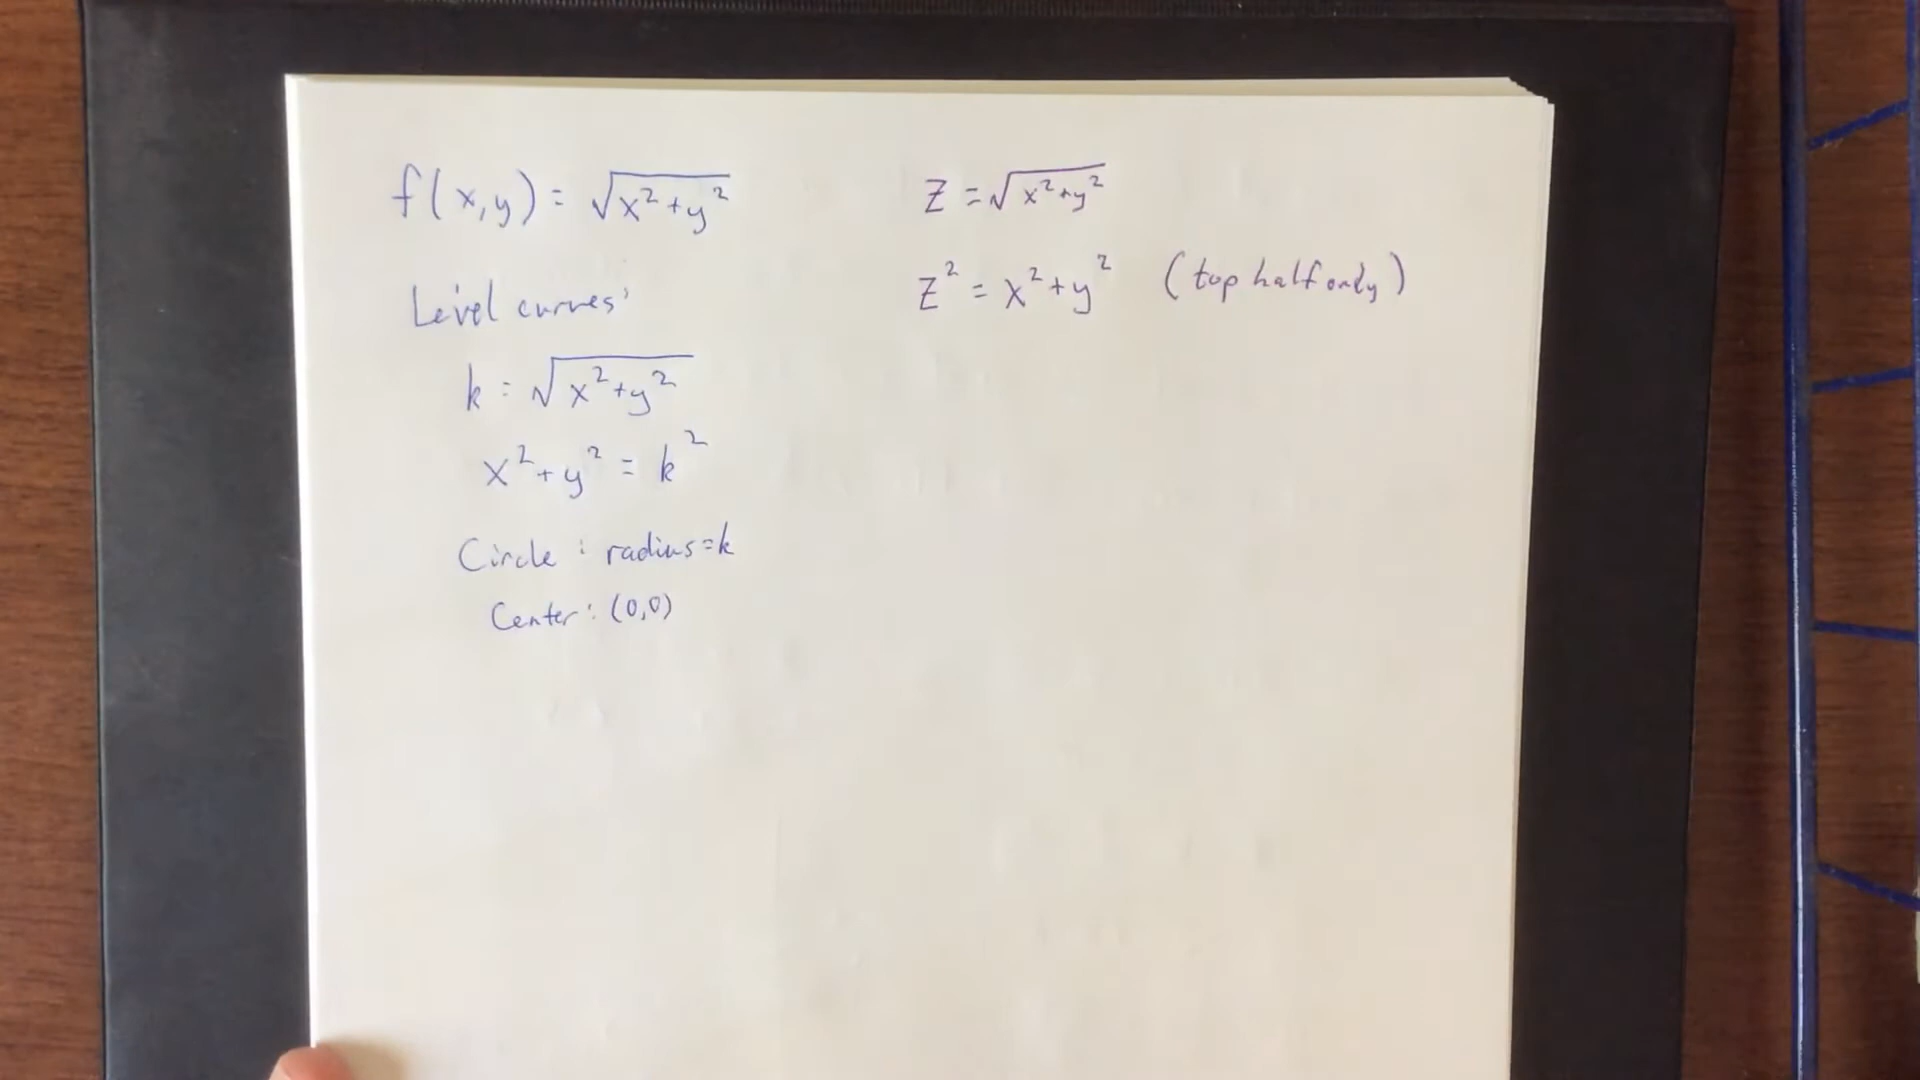 f(x,y) = √(x²+y²)
Level curves:
k = √(x²+y²)
x²+y² = k²
Circle : radius=k
Center : (0,0)
z = √(x²+y²)
z² = x²+y² (top half only)